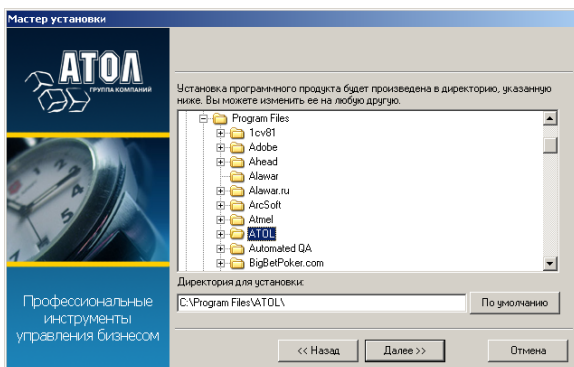 Мастер установки
АТОЛ
ГРУППА КОМПАНИЙ
Установка программного продукта будет произведена в директорию, указанную
ниже. Вы можете изменить ее на любую другую.
Program Files
1cv81
Adobe
Ahead
Alawar
Alawar.ru
ArcSoft
Atmel
ATOL
Automated QA
BigBetPoker.com
Директория для установки:
C:\Program Files\ATOL\
По умолчанию
Профессиональные
инструменты
управления бизнесом
<< Назад
Далее >>
Отмена